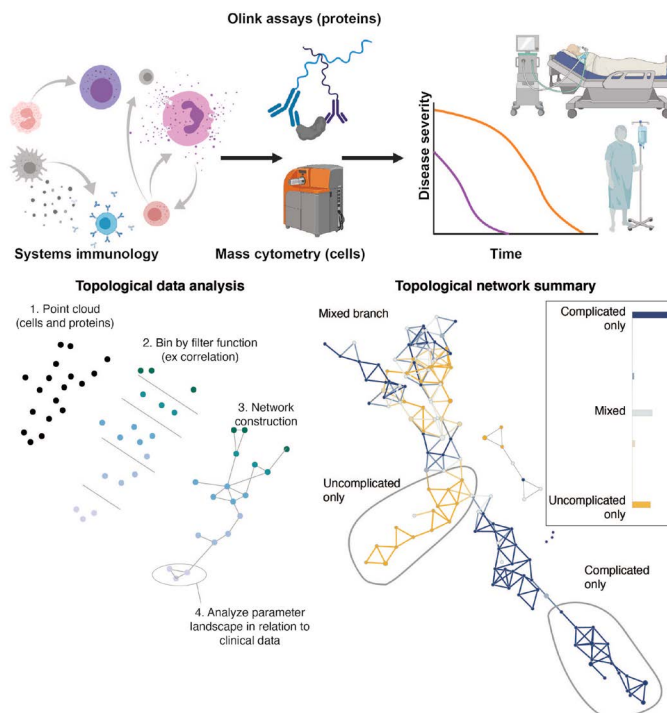 Olink assays (proteins)
Systems immunology
Mass cytometry (cells)
Disease severity
Time
Topological data analysis
1. Point cloud
(cells and proteins)
2. Bin by filter function
(ex correlation)
3. Network
construction
4. Analyze parameter
landscape in relation to
clinical data
Topological network summary
Mixed branch
Uncomplicated
only
Complicated
only
Complicated
only
Mixed
Uncomplicated
only